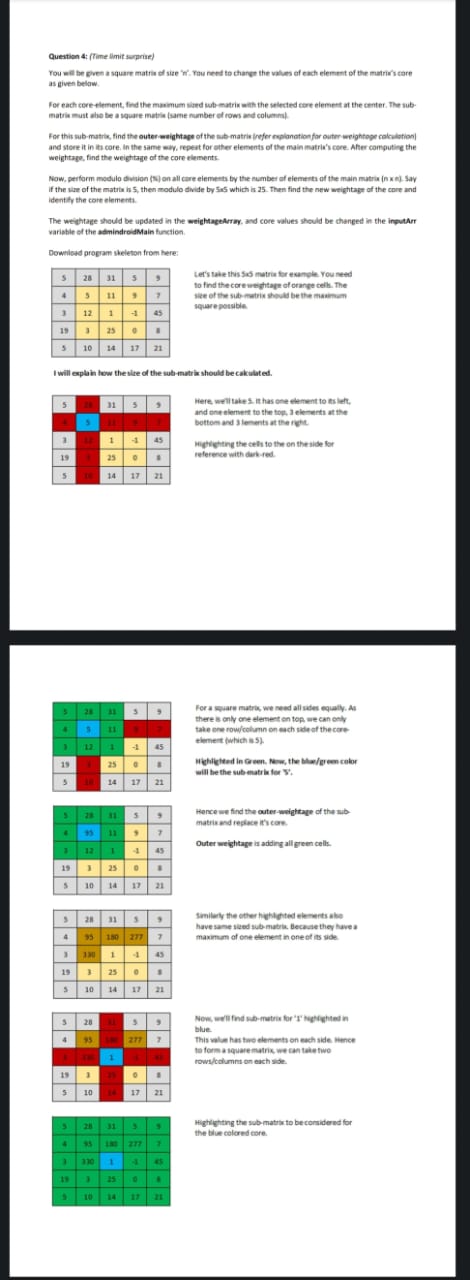 Question 4: (Time limit surprise)
You will be given a square matrix of size 'n'. You need to change the values of each element of the matrix's core
as given below.
For each core-element, find the maximum sized sub-matrix with the selected core element at the center. The sub-
matrix must also be a square matrix (same number of rows and columns).
For this sub-matrix, find the outer-weightage of the sub-matrix (refer explanation for outer-weightage calculation)
and store it in its core. In the same way, repeat for other elements of the main matrix's core. After computing the
weightage, find the weightage of the core elements.
Now, perform modulo division (%) on all core elements by the number of elements of the main matrix (n x n). Say
if the size of the matrix is 5, then modulo divide by 5x5 which is 25. Then find the new weightage of the core and
identify the core elements.
The weightage should be updated in the weightageArray, and core values should be changed in the inputArr
variable of the admindroidMain function.
Download program skeleton from here:
5 28 31 5 9
4 5 11 9 7
3 12 1 -1 45
19 3 25 0 8
5 10 14 17 21
Let's take this 5x5 matrix for example. You need
to find the core weightage of orange cells. The
size of the sub-matrix should be the maximum
square possible.
I will explain how the size of the sub-matrix should be calculated.
5 28 31 5 9
4 5 11 9 7
3 12 1 -1 45
19 3 25 0 8
5 10 14 17 21
Here, we'll take 5. It has one element to its left,
and one element to the top, 3 elements at the
bottom and 3 lements at the right.
Highlighting the cells to the on the side for
reference with dark-red.
5 28 31 5 9
4 5 11 9 7
3 12 1 -1 45
19 3 25 0 8
5 10 14 17 21
For a square matrix, we need all sides equally. As
there is only one element on top, we can only
take one row/column on each side of the core-
element (which is 5).
Highlighted in Green. Now, the blue/green color
will be the sub-matrix for '5'.
5 28 31 5 9
4 95 11 9 7
3 12 1 -1 45
19 3 25 0 8
5 10 14 17 21
Hence we find the outer-weightage of the sub-
matrix and replace it's core.
Outer weightage is adding all green cells.
5 28 31 5 9
4 95 180 277 7
3 330 1 -1 45
19 3 25 0 8
5 10 14 17 21
Similarly the other highlighted elements also
have same sized sub-matrix. Because they have a
maximum of one element in one of its side.
5 28 31 5 9
4 95 180 277 7
3 330 1 -1 45
19 3 25 0 8
5 10 14 17 21
Now, we'll find sub-matrix for '1' highlighted in
blue.
This value has two elements on each side. Hence
to form a square matrix, we can take two
rows/columns on each side.
5 28 31 5 9
4 95 180 277 7
3 330 1 -1 45
19 3 25 0 8
5 10 14 17 21
Highlighting the sub-matrix to be considered for
the blue colored core.